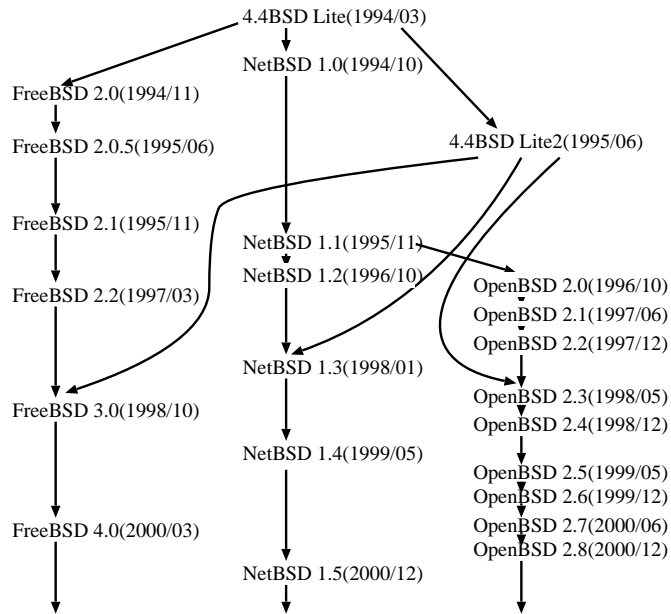 4.4BSD Lite(1994/03)
NetBSD 1.0(1994/10)
FreeBSD 2.0(1994/11)
4.4BSD Lite2(1995/06)
FreeBSD 2.0.5(1995/06)
FreeBSD 2.1(1995/11)
NetBSD 1.1(1995/11)
NetBSD 1.2(1996/10)
OpenBSD 2.0(1996/10)
FreeBSD 2.2(1997/03)
OpenBSD 2.1(1997/06)
OpenBSD 2.2(1997/12)
NetBSD 1.3(1998/01)
OpenBSD 2.3(1998/05)
FreeBSD 3.0(1998/10)
OpenBSD 2.4(1998/12)
NetBSD 1.4(1999/05)
OpenBSD 2.5(1999/05)
OpenBSD 2.6(1999/12)
FreeBSD 4.0(2000/03)
OpenBSD 2.7(2000/06)
OpenBSD 2.8(2000/12)
NetBSD 1.5(2000/12)